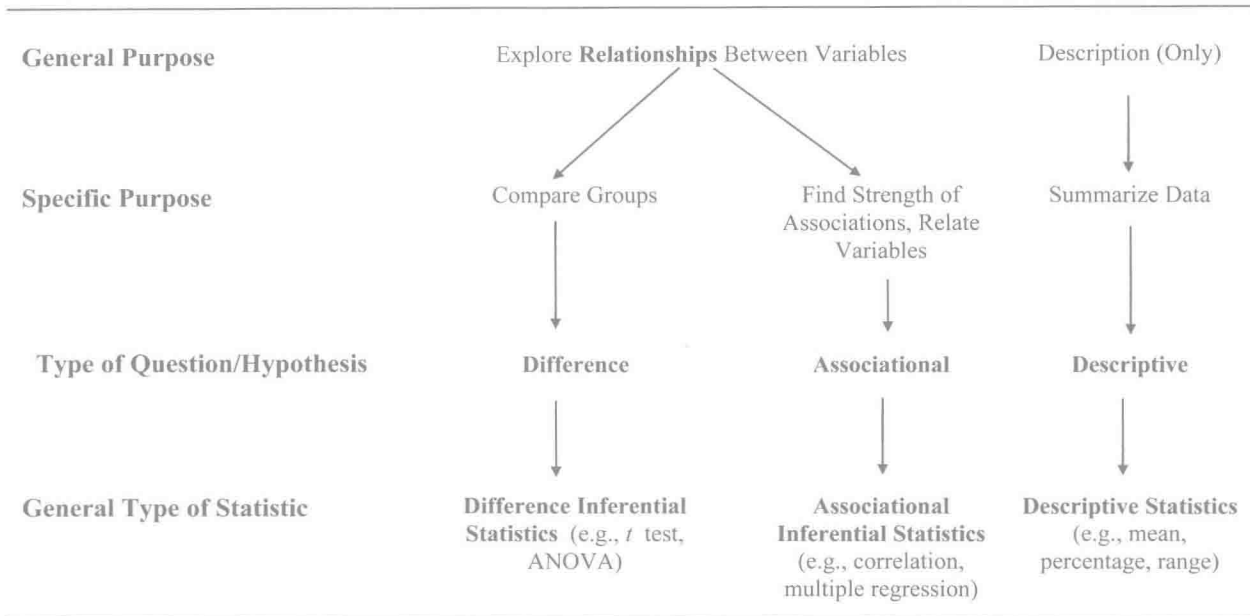 General Purpose
Explore Relationships Between Variables
Description (Only)
Specific Purpose
Compare Groups
Find Strength of
Associations, Relate
Variables
Summarize Data
Type of Question/Hypothesis
Difference
Associational
Descriptive
General Type of Statistic
Difference Inferential
Statistics (e.g., t test,
ANOVA)
Associational
Inferential Statistics
(e.g., correlation,
multiple regression)
Descriptive Statistics
(e.g., mean,
percentage, range)